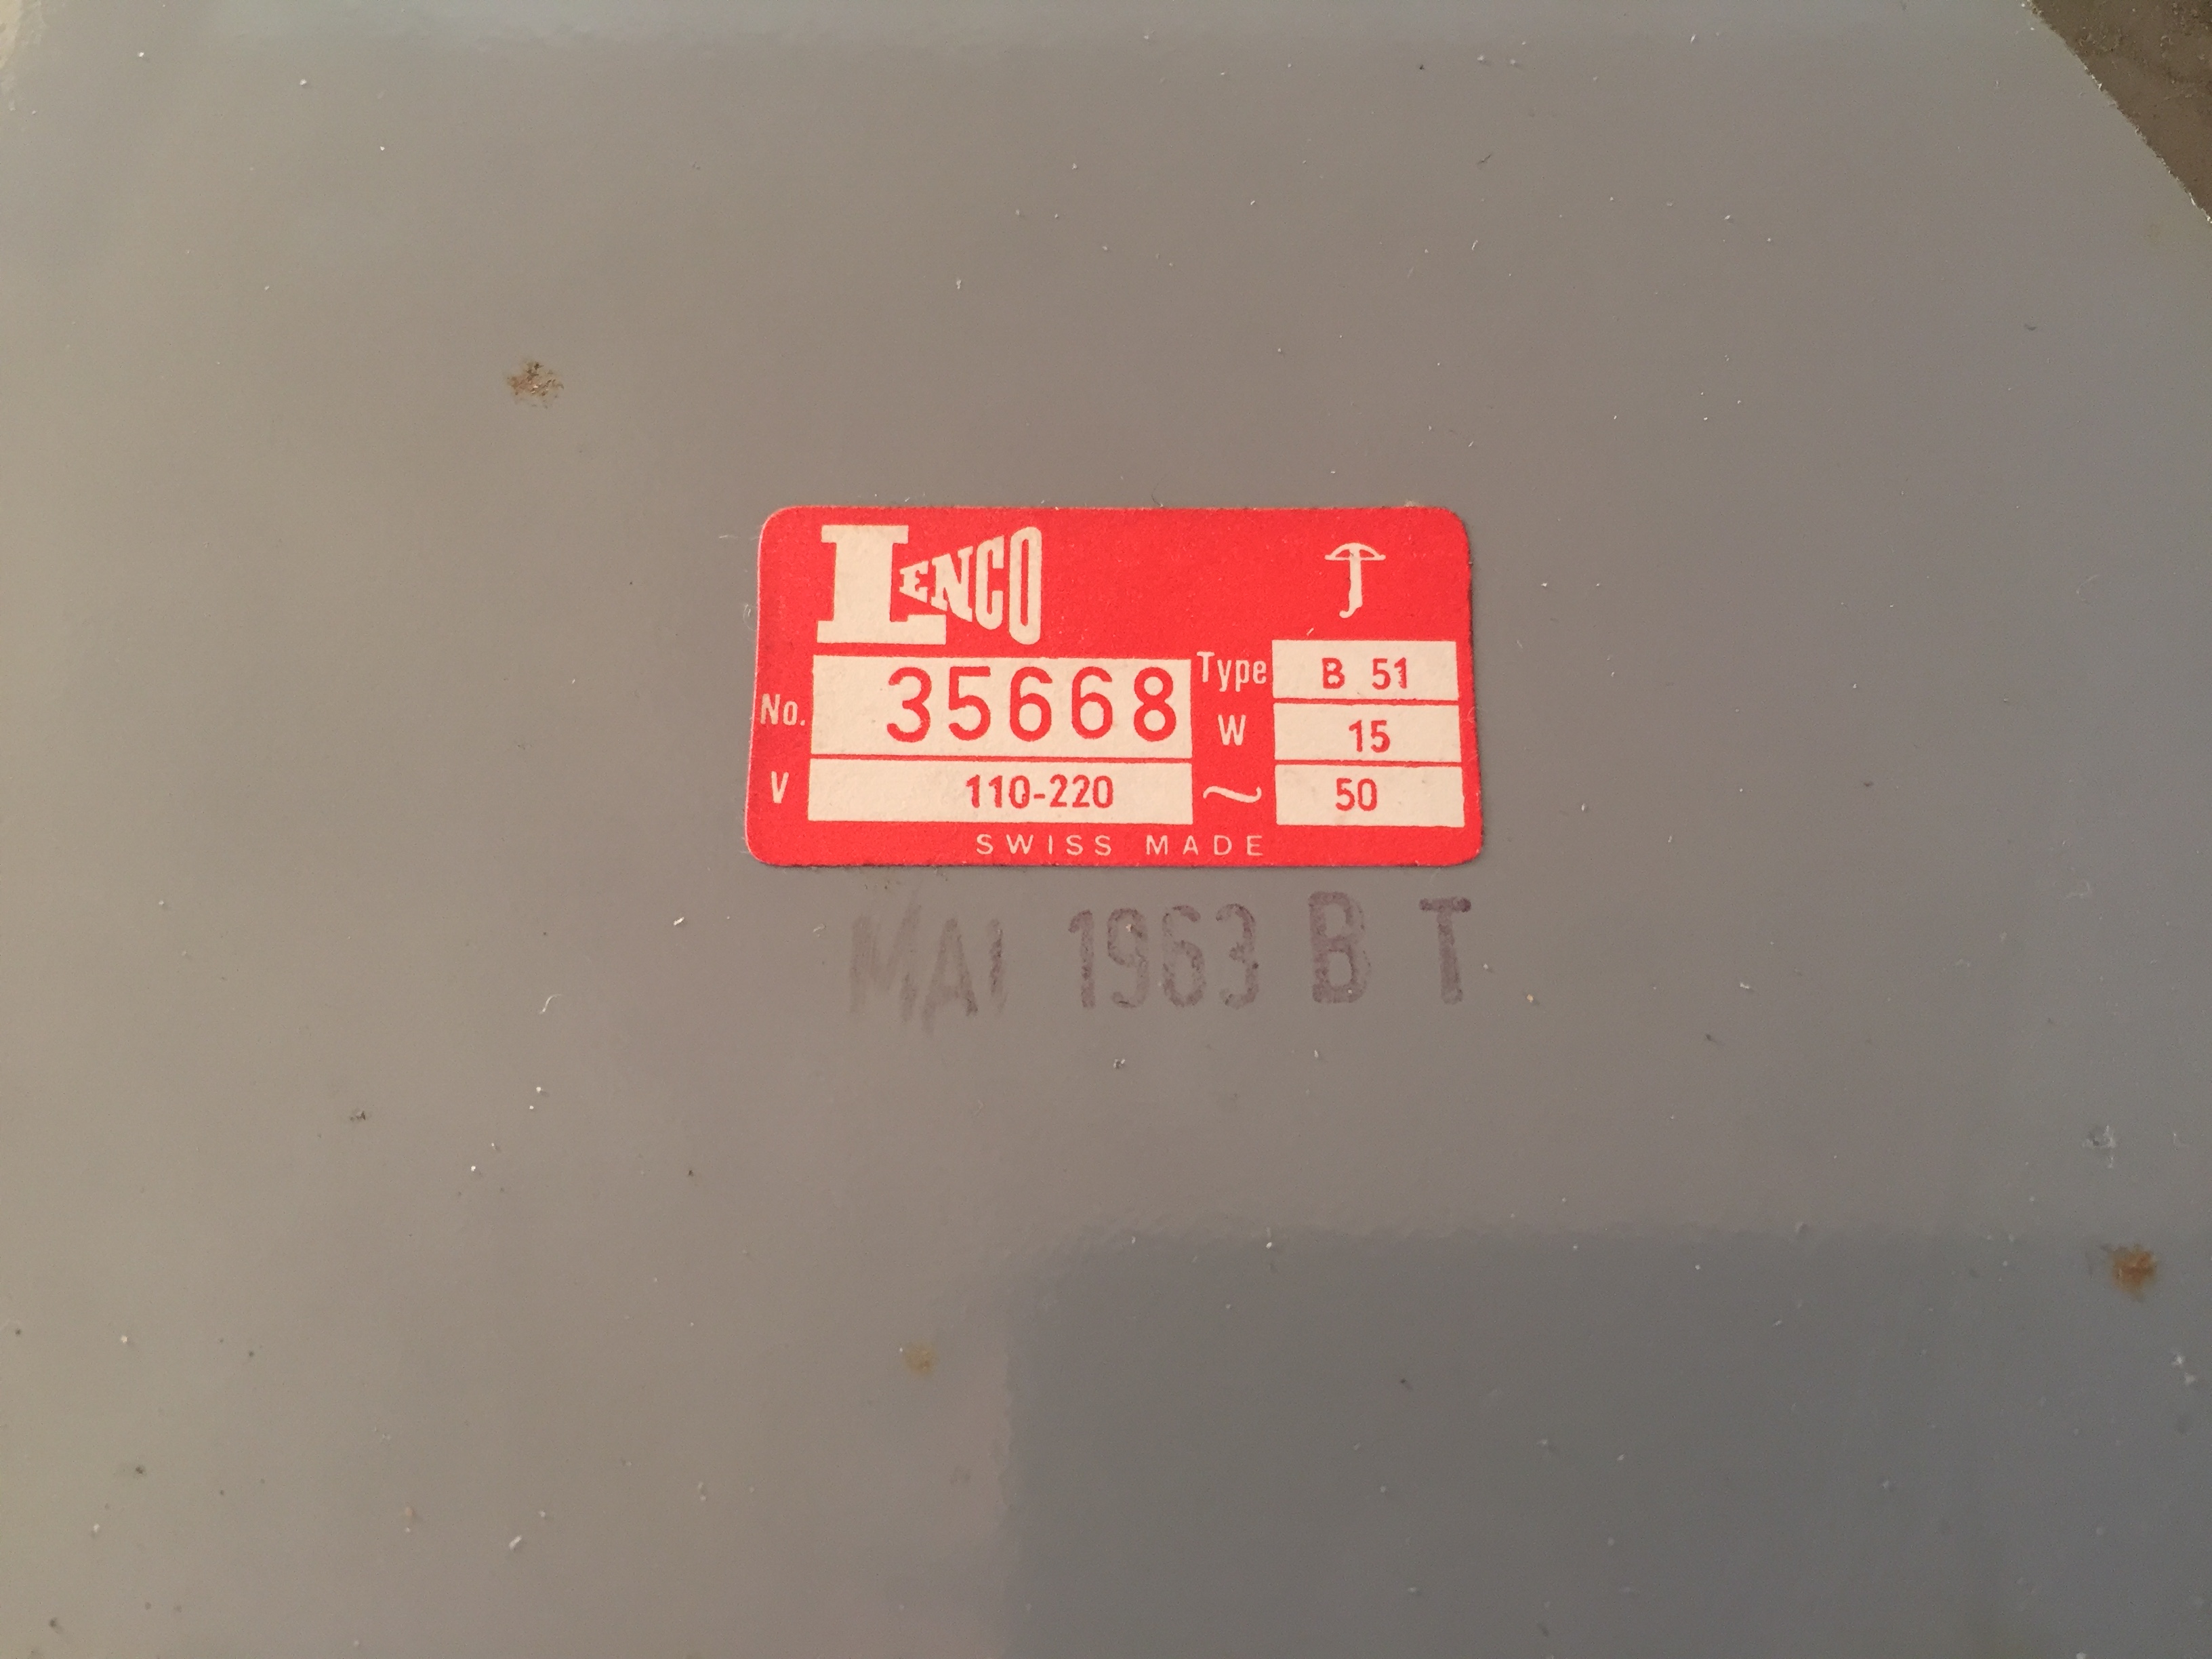 LENCO
No. 35668 Type B 51
W 15
V 110-220 ~ 50
SWISS MADE
MAI 1963 B T